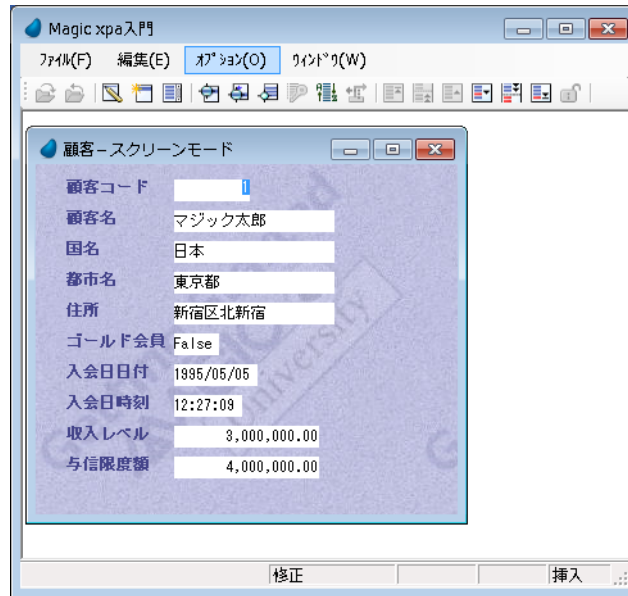 Magic xpa入門
ﾌｧｲﾙ(F) 編集(E) ｵﾌﾟｼｮﾝ(O) ｳｨﾝﾄﾞｳ(W)
顧客－スクリーンモード
顧客コード 1
顧客名 マジック太郎
国名 日本
都市名 東京都
住所 新宿区北新宿
ゴールド会員 False
入会日日付 1995/05/05
入会日時刻 12:27:09
収入レベル 3,000,000.00
与信限度額 4,000,000.00
University
修正 挿入